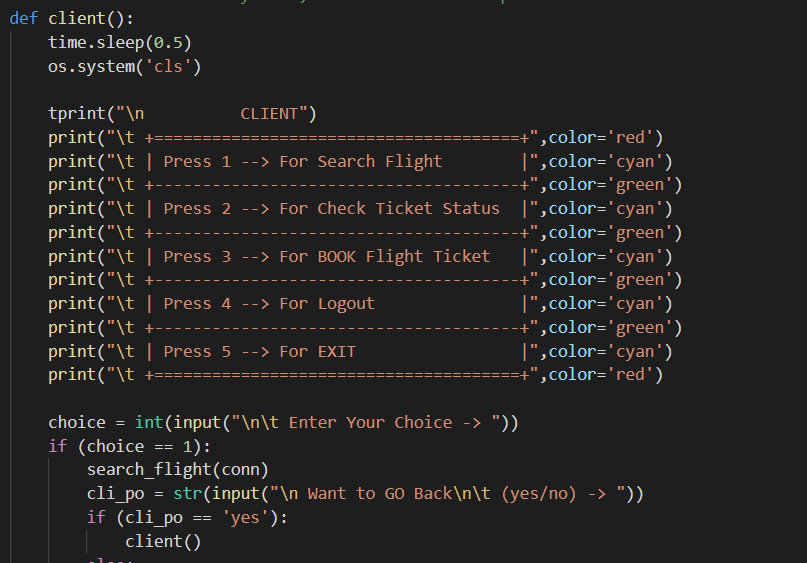 def client():
    time.sleep(0.5)
    os.system('cls')

    tprint("\n          CLIENT")
    print("\t +======================================+",color='red')
    print("\t | Press 1 --> For Search Flight        |",color='cyan')
    print("\t +--------------------------------------+",color='green')
    print("\t | Press 2 --> For Check Ticket Status  |",color='cyan')
    print("\t +--------------------------------------+",color='green')
    print("\t | Press 3 --> For BOOK Flight Ticket   |",color='cyan')
    print("\t +--------------------------------------+",color='green')
    print("\t | Press 4 --> For Logout               |",color='cyan')
    print("\t +--------------------------------------+",color='green')
    print("\t | Press 5 --> For EXIT                 |",color='cyan')
    print("\t +======================================+",color='red')

    choice = int(input("\n\t Enter Your Choice -> "))
    if (choice == 1):
        search_flight(conn)
        cli_po = str(input("\n Want to GO Back\n\t (yes/no) -> "))
        if (cli_po == 'yes'):
            client()